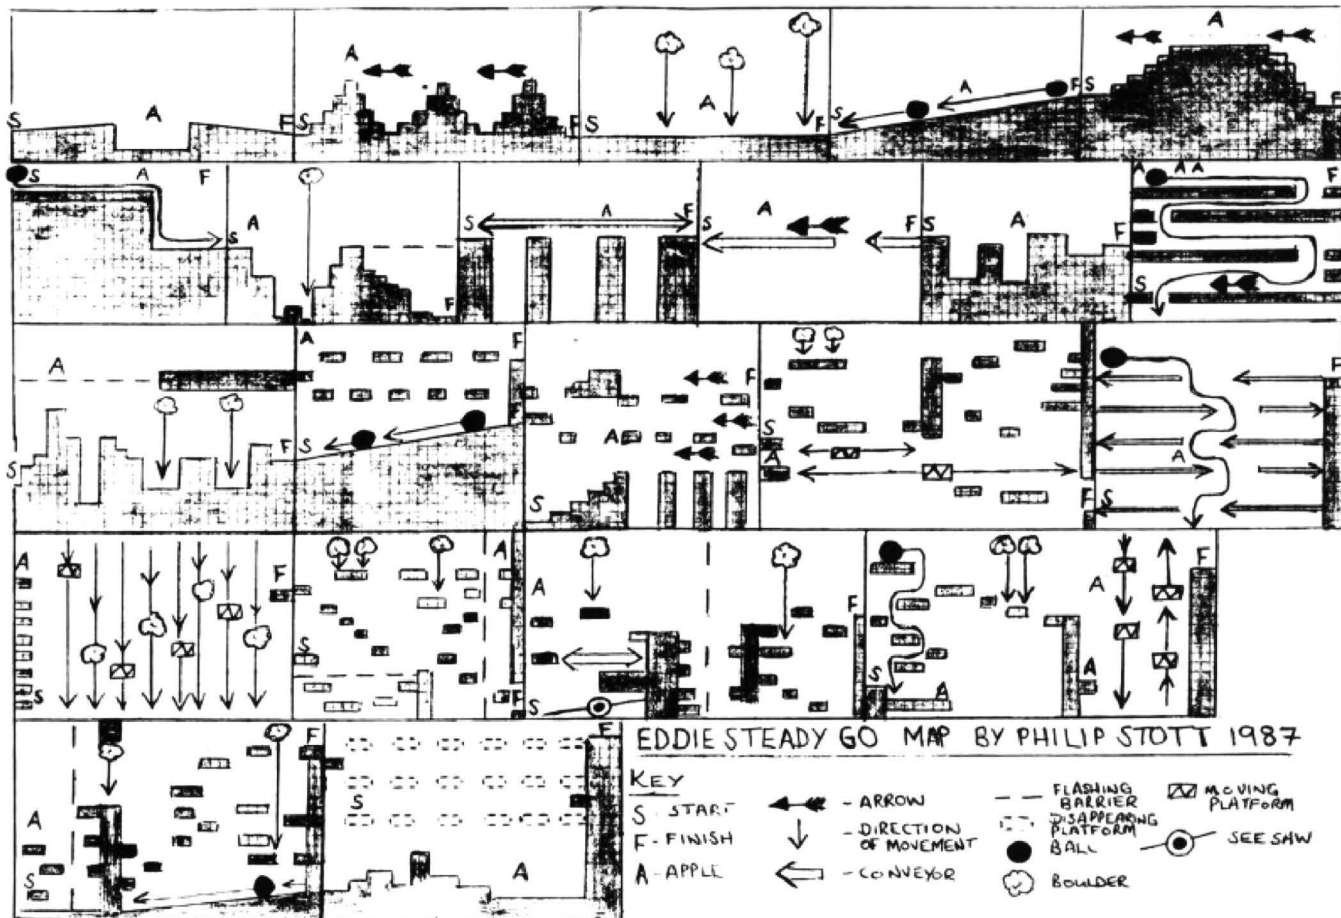 S A F S A F S A F S A F S A F
S A F S A F S A F S A F S A F A A A F
S A F A F S F F A A S S A F F A S
A F S A S F A F S F A S A A
F A S F S A
EDDIE STEADY GO MAP BY PHILIP STOTT 1987
KEY
S - START
F - FINISH
A - APPLE
- ARROW
- DIRECTION OF MOVEMENT
- CONVEYOR
FLASHING BARRIER
DISAPPEARING PLATFORM
BALL
BOULDER
MOVING PLATFORM
SEE SAW